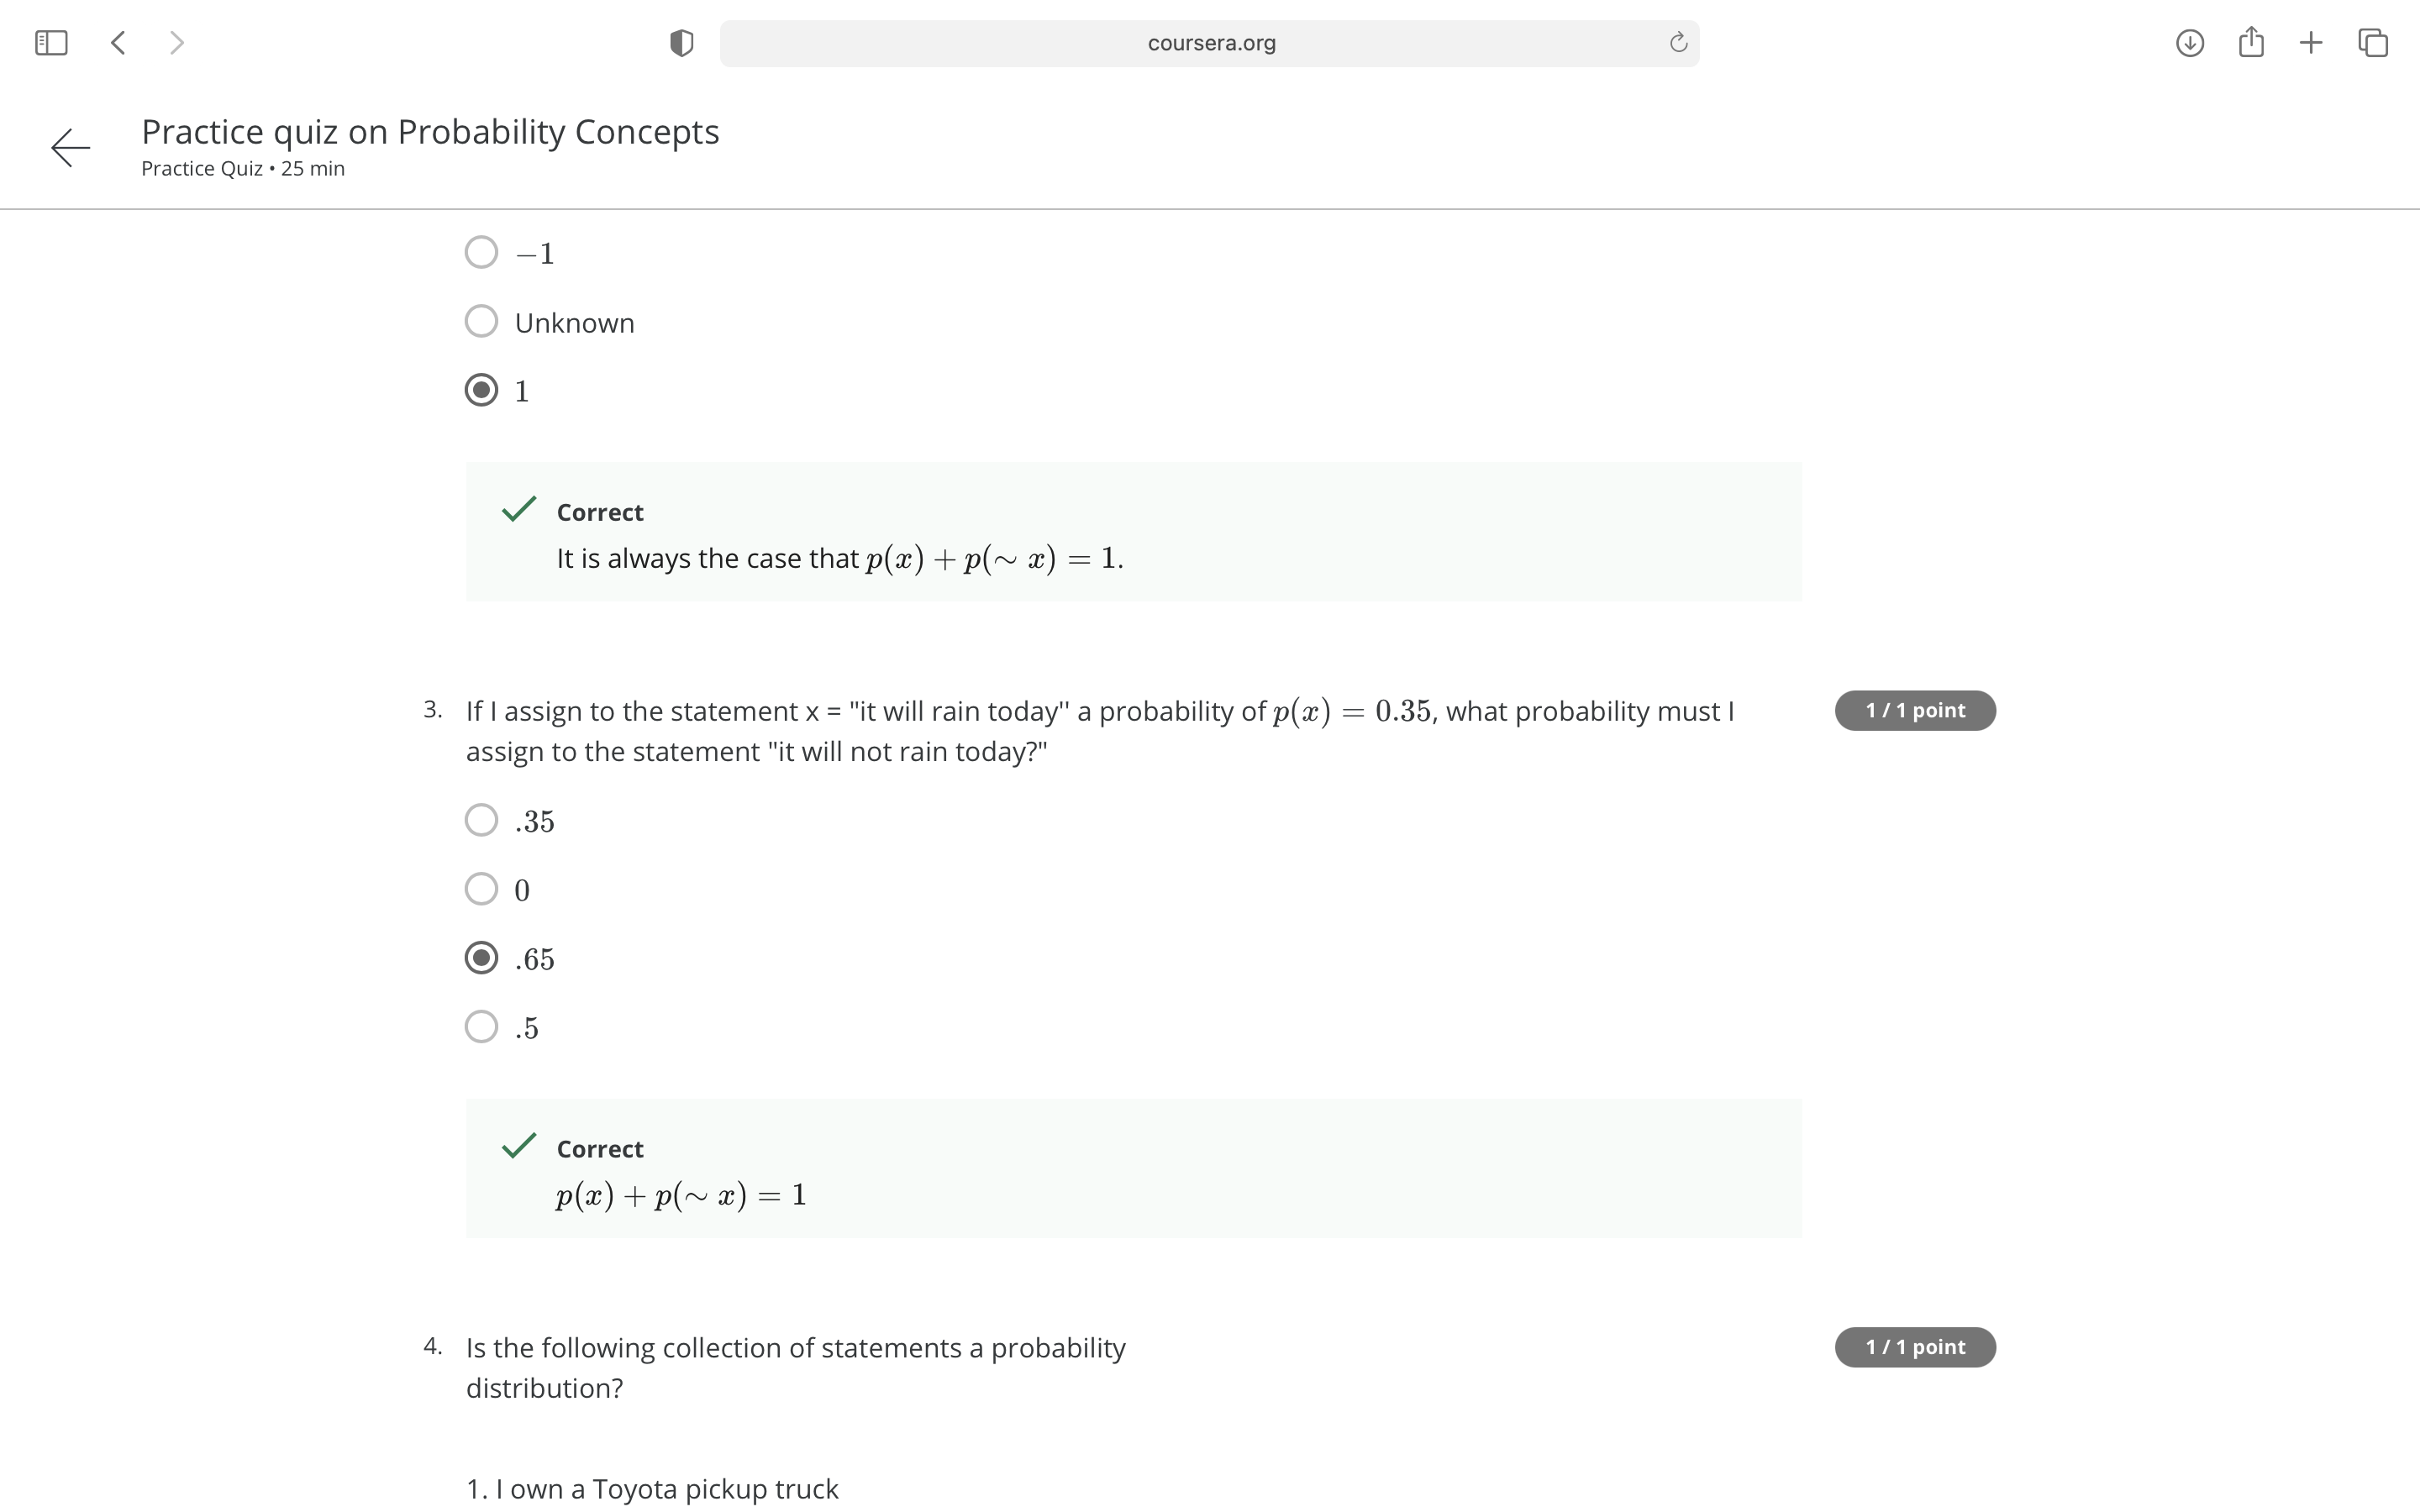 coursera.org
Practice quiz on Probability Concepts
Practice Quiz • 25 min
−1
Unknown
1
Correct
It is always the case that p(x) + p(∼ x) = 1.
3. If I assign to the statement x = "it will rain today'' a probability of p(x) = 0.35, what probability must I
1 / 1 point
assign to the statement "it will not rain today?"
.35
0
.65
.5
Correct
p(x) + p(∼ x) = 1
4. Is the following collection of statements a probability
1 / 1 point
distribution?
1. I own a Toyota pickup truck